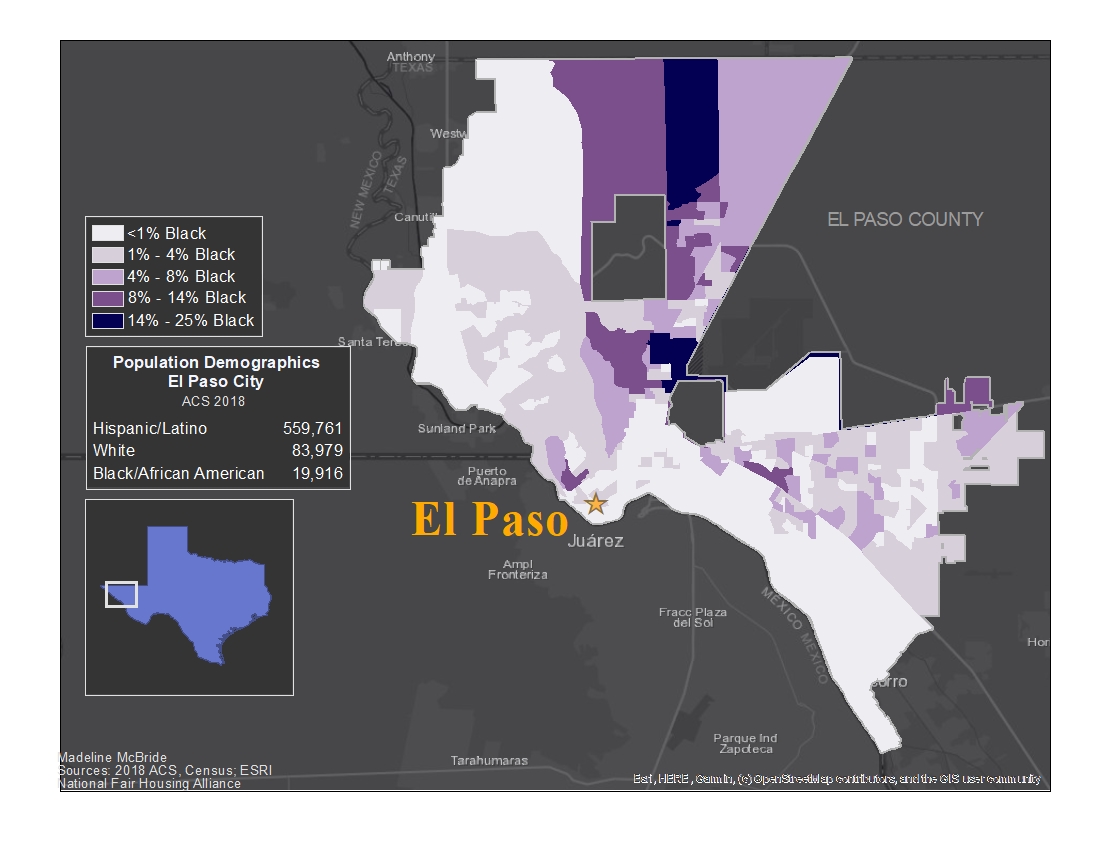 Anthony
TEXAS
Westw
NEW MEXICO
TEXAS
Canutil
EL PASO COUNTY
<1% Black
1% - 4% Black
4% - 8% Black
8% - 14% Black
14% - 25% Black
Santa Tere
Population Demographics
El Paso City
ACS 2018
Hispanic/Latino 559,761
White 83,979
Black/African American 19,916
Sunland Park
Puerto
de Anapra
El Paso
Juárez
Ampl
Fronteriza
Fracc Plaza
del Sol
MEXICO MEXICO
Hor
orro
Parque Ind
Zapoteca
Tarahumaras
Madeline McBride
Sources: 2018 ACS, Census; ESRI
National Fair Housing Alliance
Esri, HERE, Garmin, (c) OpenStreetMap contributors, and the GIS user community